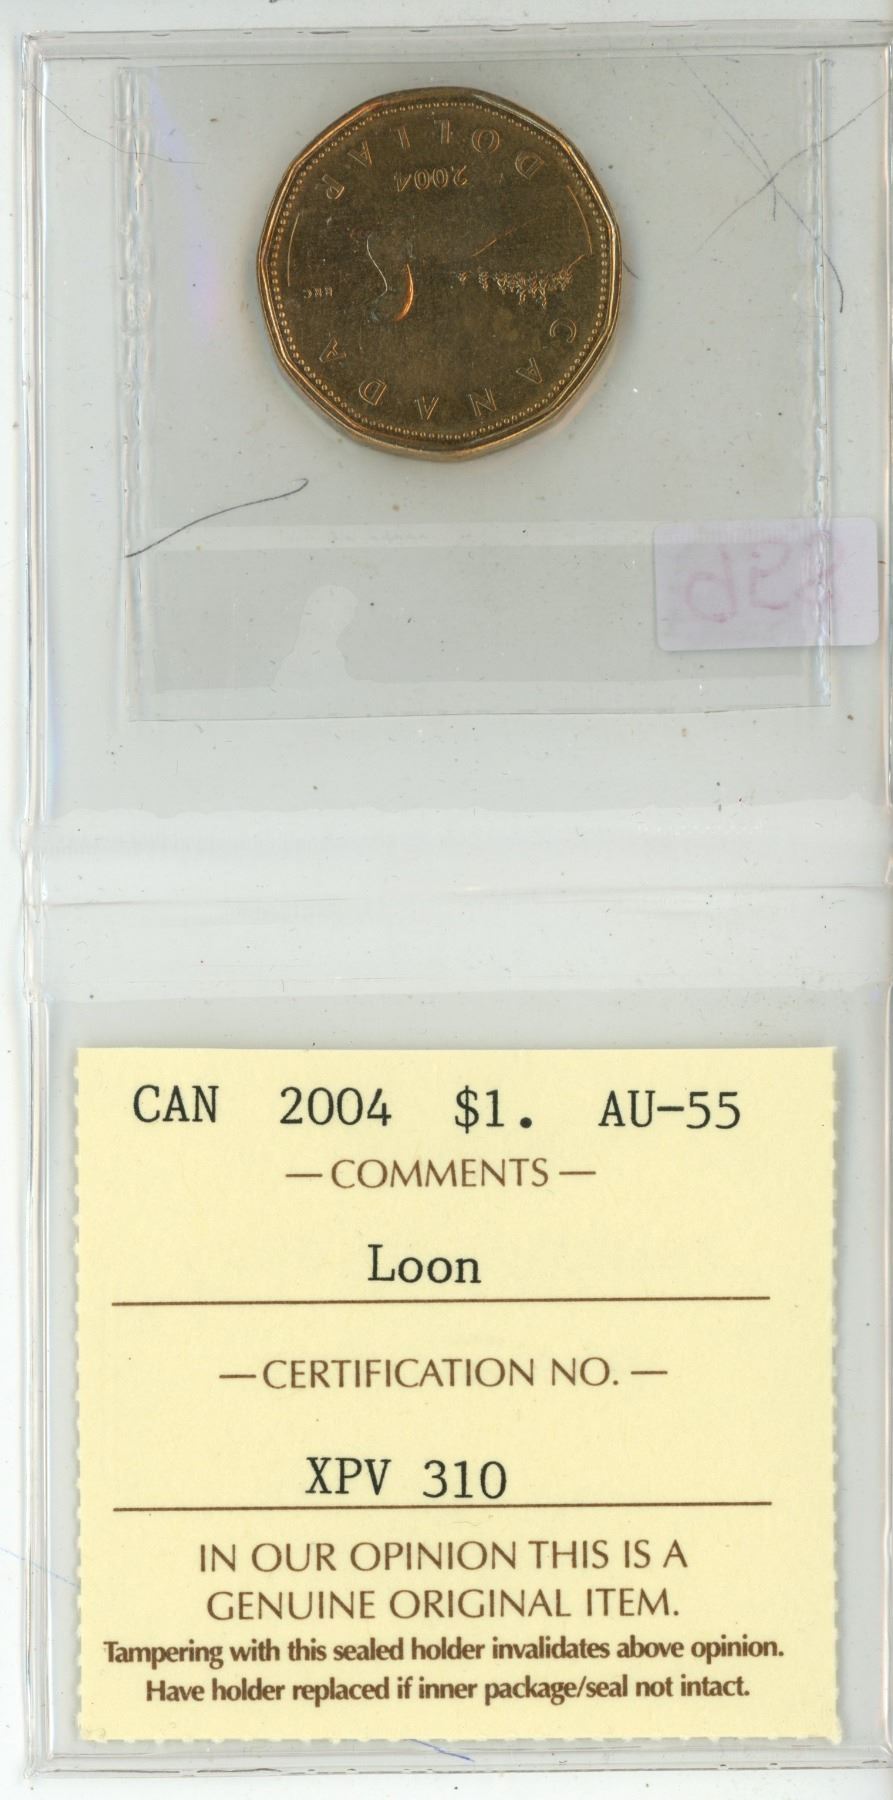 CANADA
RRC
2004
DOLLAR
CAN 2004 $1. AU-55
—COMMENTS—
Loon
—CERTIFICATION NO.—
XPV 310
IN OUR OPINION THIS IS A
GENUINE ORIGINAL ITEM.
Tampering with this sealed holder invalidates above opinion.
Have holder replaced if inner package/seal not intact.